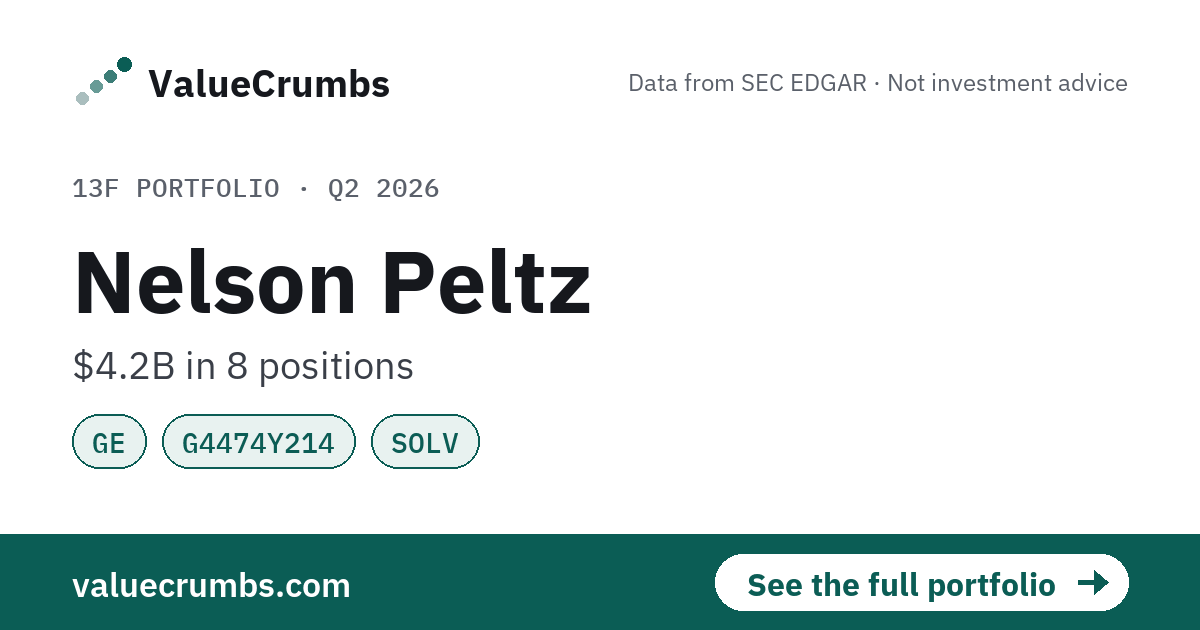 ValueCrumbs
Data from SEC EDGAR · Not investment advice
13F PORTFOLIO · Q2 2026
Nelson Peltz
$4.2B in 8 positions
GE G4474Y214 SOLV
valuecrumbs.com
See the full portfolio